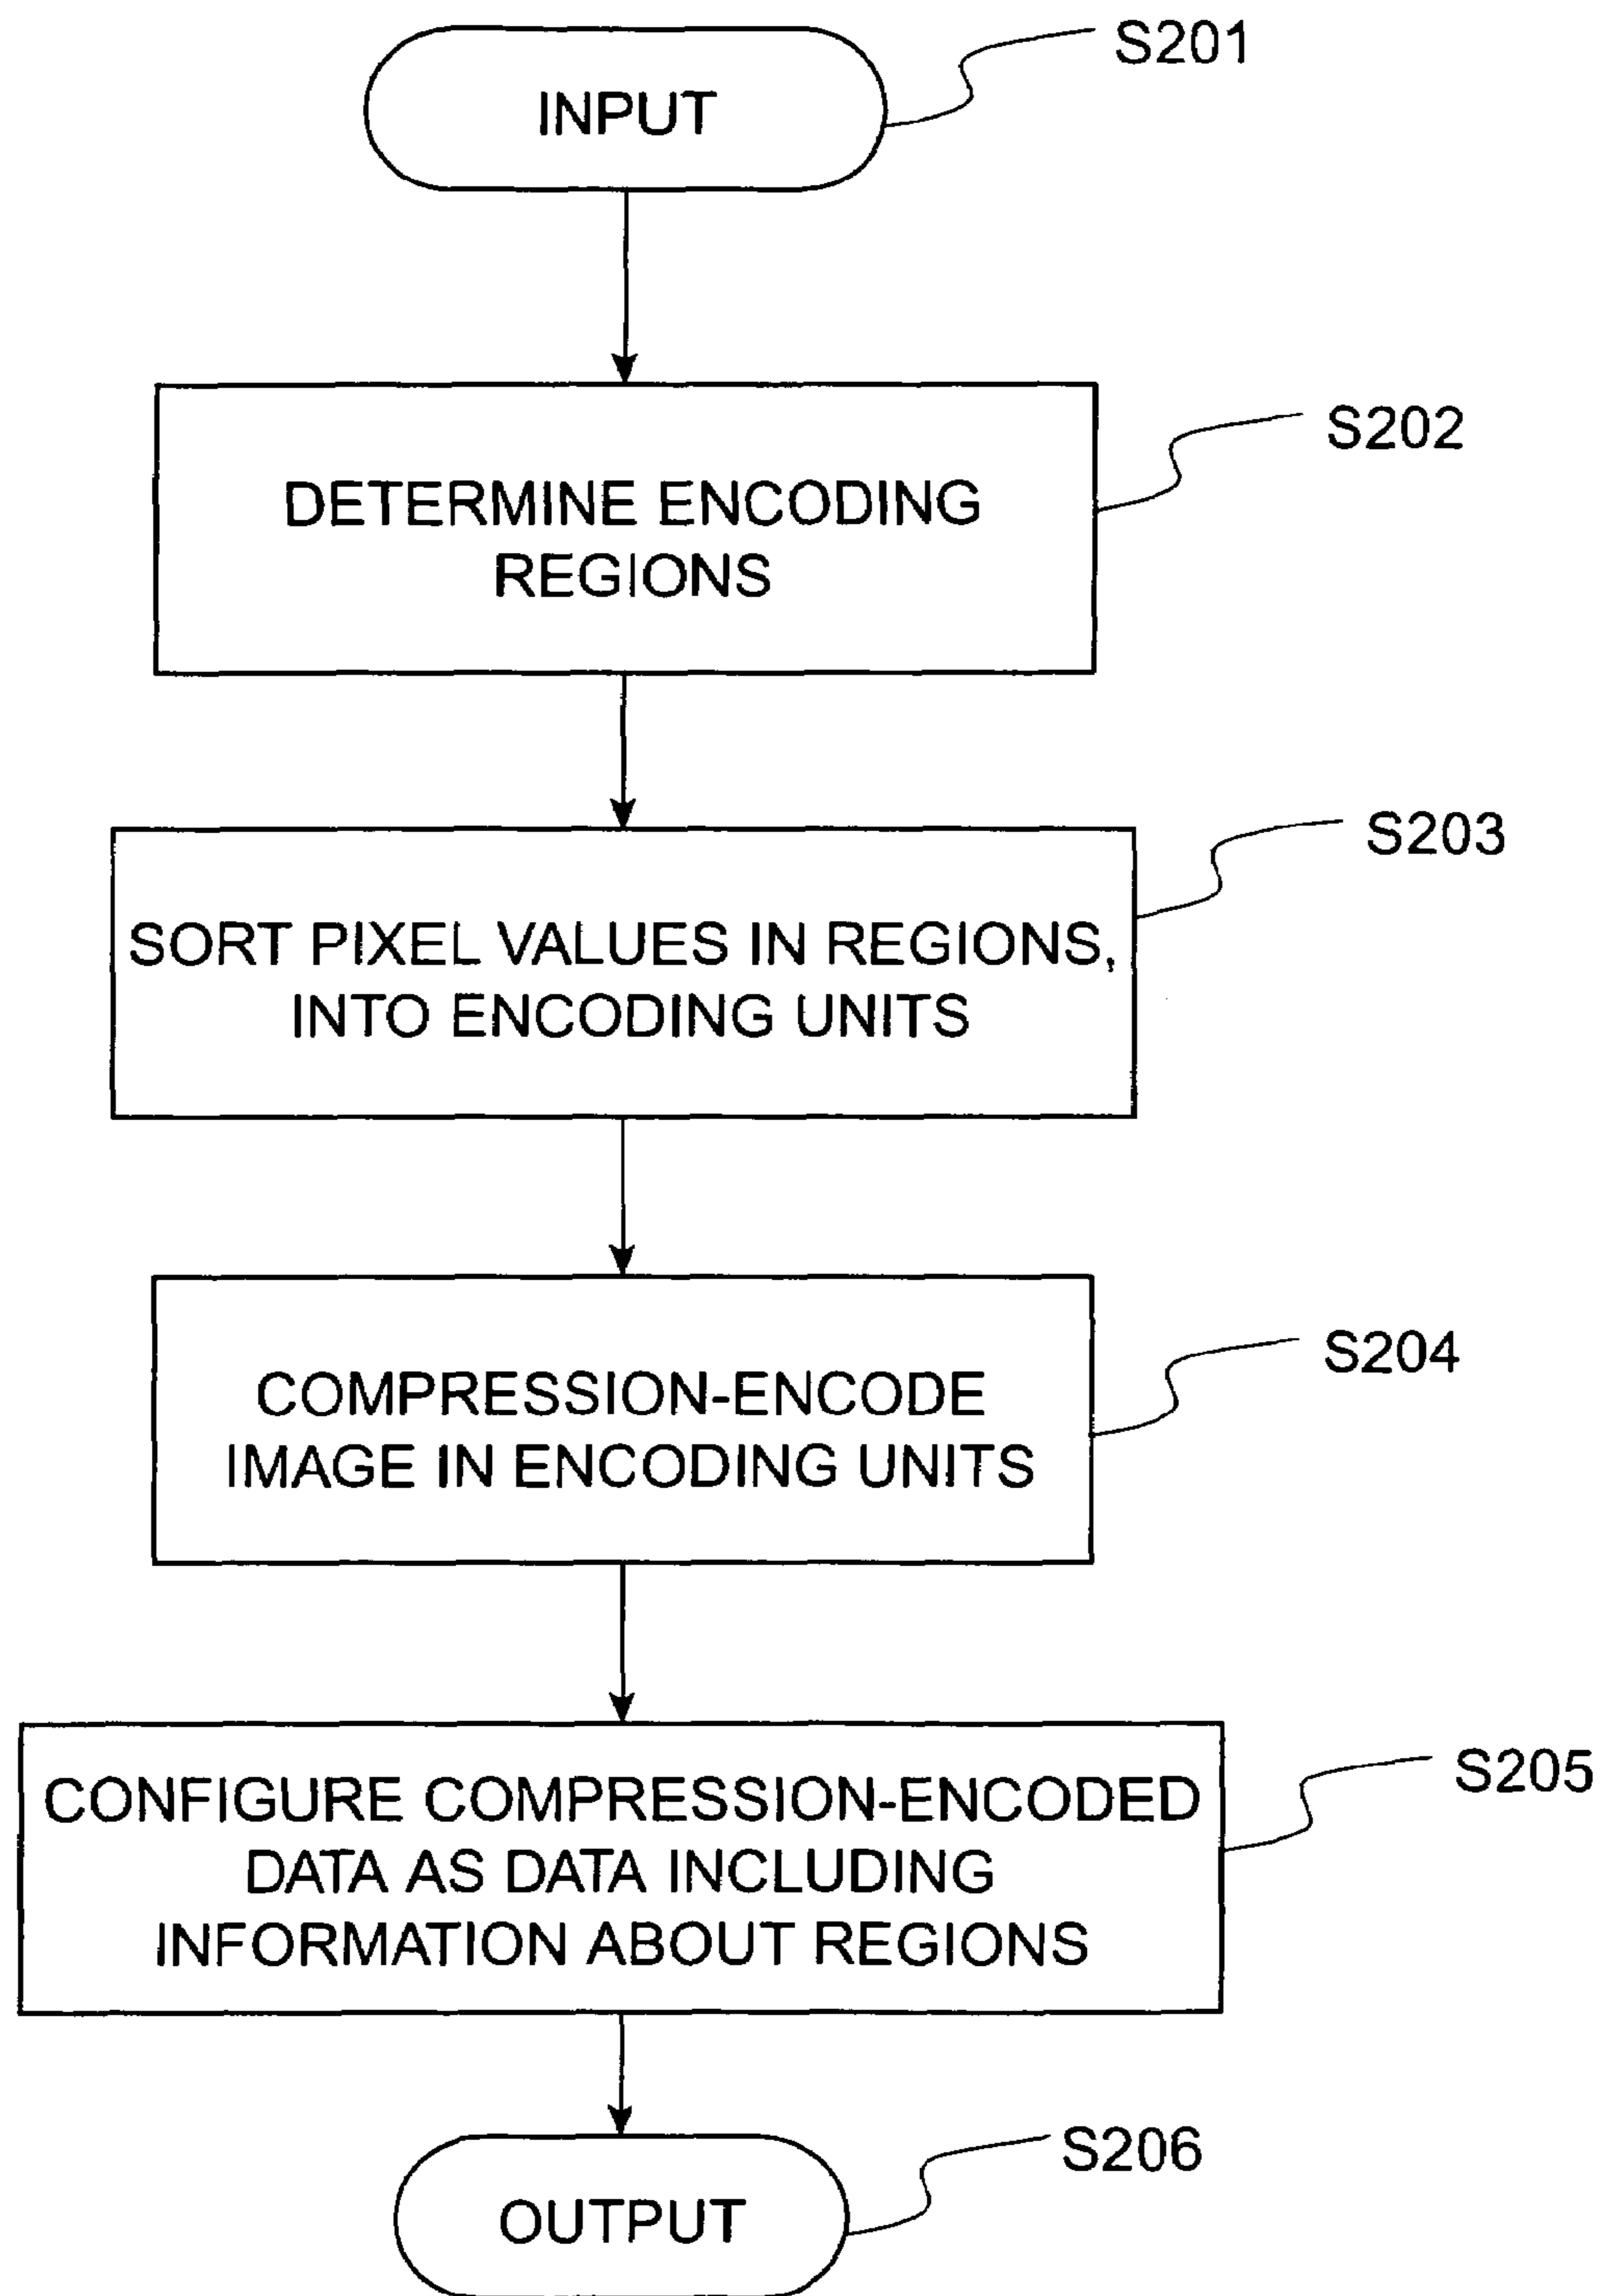 S201
INPUT
S202
DETERMINE ENCODING
REGIONS
S203
SORT PIXEL VALUES IN REGIONS,
INTO ENCODING UNITS
S204
COMPRESSION-ENCODE
IMAGE IN ENCODING UNITS
S205
CONFIGURE COMPRESSION-ENCODED
DATA AS DATA INCLUDING
INFORMATION ABOUT REGIONS
S206
OUTPUT